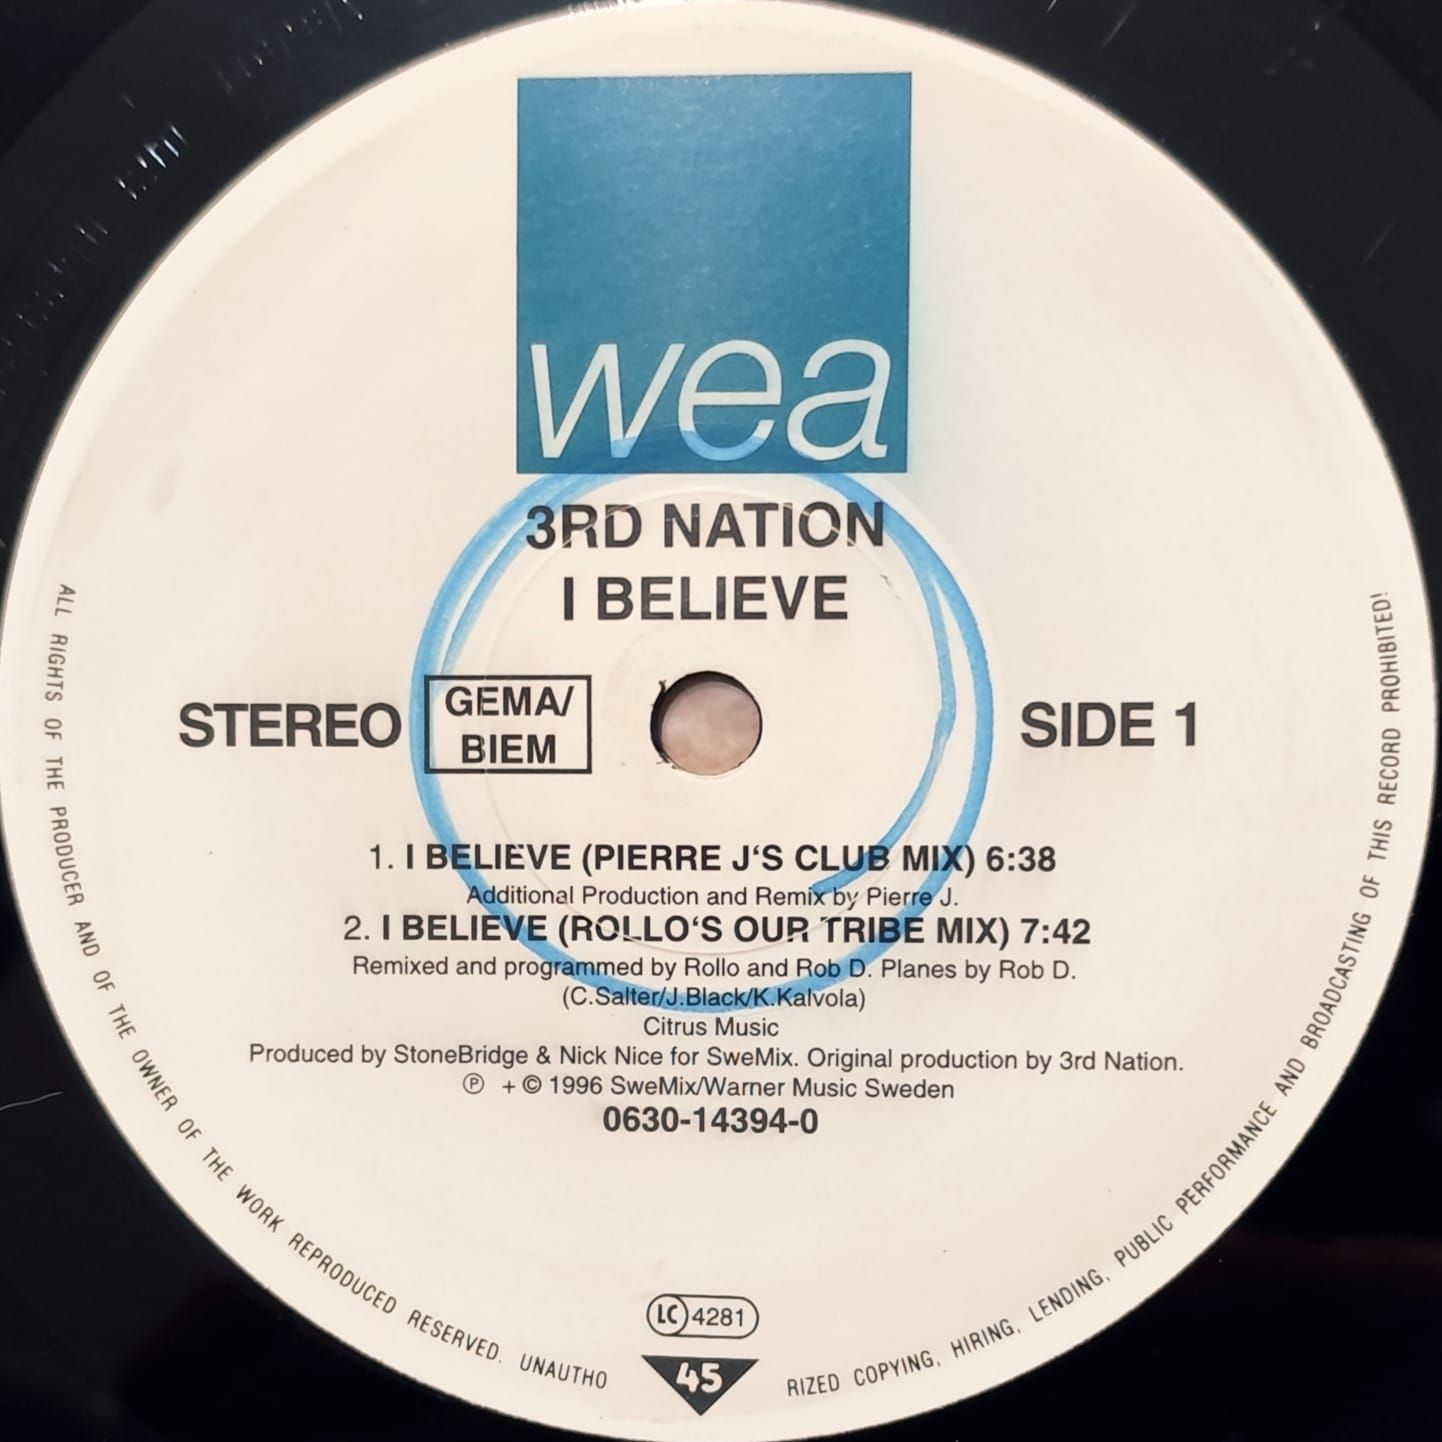 wea
3RD NATION
I BELIEVE
STEREO
GEMA/
BIEM
SIDE 1
1. I BELIEVE (PIERRE J‘S CLUB MIX) 6:38
Additional Production and Remix by Pierre J.
2. I BELIEVE (ROLLO‘S OUR TRIBE MIX) 7:42
Remixed and programmed by Rollo and Rob D. Planes by Rob D.
(C.Salter/J.Black/K.Kalvola)
Citrus Music
Produced by StoneBridge & Nick Nice for SweMix. Original production by 3rd Nation.
℗ + © 1996 SweMix/Warner Music Sweden
0630-14394-0
LC 4281
45
ALL RIGHTS OF THE PRODUCER AND OF THE OWNER OF THE WORK REPRODUCED RESERVED. UNAUTHO
RIZED COPYING, HIRING, LENDING, PUBLIC PERFORMANCE AND BROADCASTING OF THIS RECORD PROHIBITED!